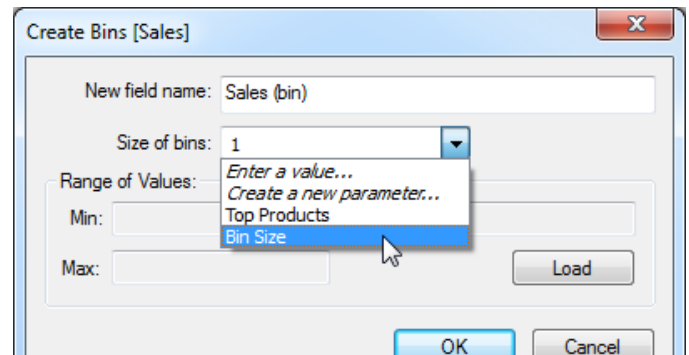 Create Bins [Sales]
New field name: Sales (bin)
Size of bins: 1
Enter a value...
Create a new parameter...
Top Products
Bin Size
Range of Values:
Min:
Max:
Load
OK Cancel